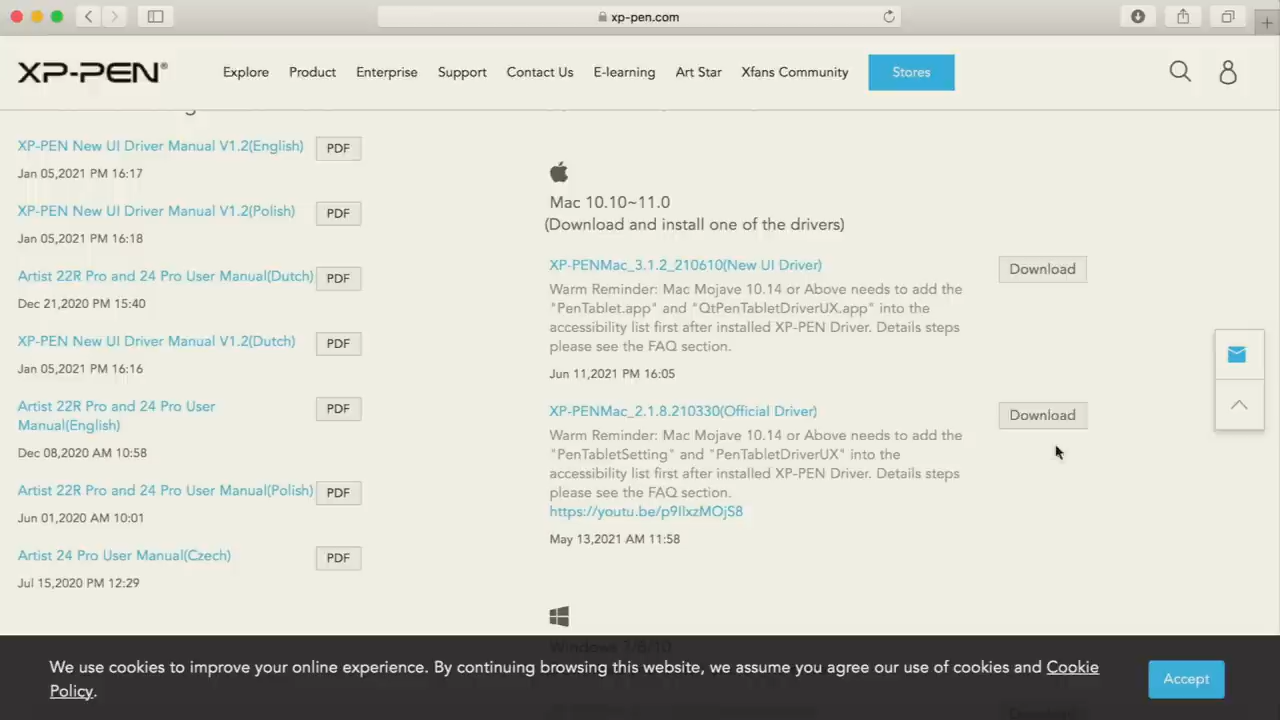 xp-pen.com
XP-PEN®
Explore
Product
Enterprise
Support
Contact Us
E-learning
Art Star
Xfans Community
Stores
XP-PEN New UI Driver Manual V1.2(English)
PDF
Jan 05,2021 PM 16:17
XP-PEN New UI Driver Manual V1.2(Polish)
PDF
Jan 05,2021 PM 16:18
Artist 22R Pro and 24 Pro User Manual(Dutch)
PDF
Dec 21,2020 PM 15:40
XP-PEN New UI Driver Manual V1.2(Dutch)
PDF
Jan 05,2021 PM 16:16
Artist 22R Pro and 24 Pro User
Manual(English)
PDF
Dec 08,2020 AM 10:58
Artist 22R Pro and 24 Pro User Manual(Polish)
PDF
Jun 01,2020 AM 10:01
Artist 24 Pro User Manual(Czech)
PDF
Jul 15,2020 PM 12:29
Mac 10.10~11.0
(Download and install one of the drivers)
XP-PENMac_3.1.2_210610(New UI Driver)
Download
Warm Reminder: Mac Mojave 10.14 or Above needs to add the
"PenTablet.app" and "QtPenTabletDriverUX.app" into the
accessibility list first after installed XP-PEN Driver. Details steps
please see the FAQ section.
Jun 11,2021 PM 16:05
XP-PENMac_2.1.8.210330(Official Driver)
Download
Warm Reminder: Mac Mojave 10.14 or Above needs to add the
"PenTabletSetting" and "PenTabletDriverUX" into the
accessibility list first after installed XP-PEN Driver. Details steps
please see the FAQ section.
https://youtu.be/p9IlxzMOjS8
May 13,2021 AM 11:58
Windows 7/8/10
We use cookies to improve your online experience. By continuing browsing this website, we assume you agree our use of cookies and Cookie
Policy.
Accept